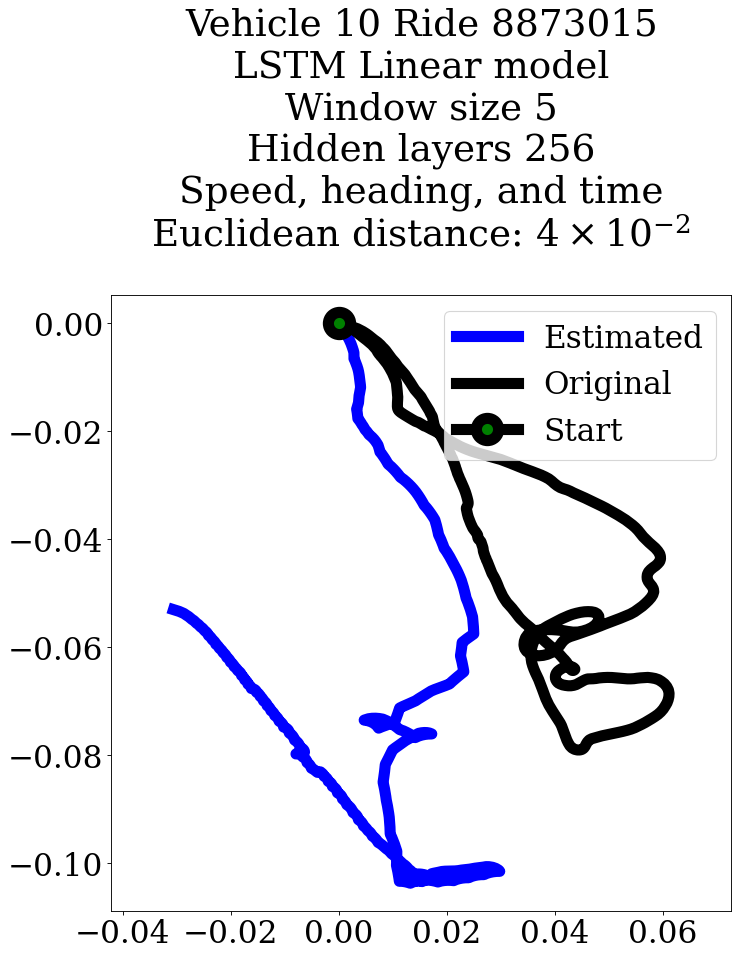 Vehicle 10 Ride 8873015
LSTM Linear model
Window size 5
Hidden layers 256
Speed, heading, and time
Euclidean distance: 4 × 10⁻²
Estimated
Original
Start
0.00
−0.02
−0.04
−0.06
−0.08
−0.10
−0.04 −0.02 0.00 0.02 0.04 0.06